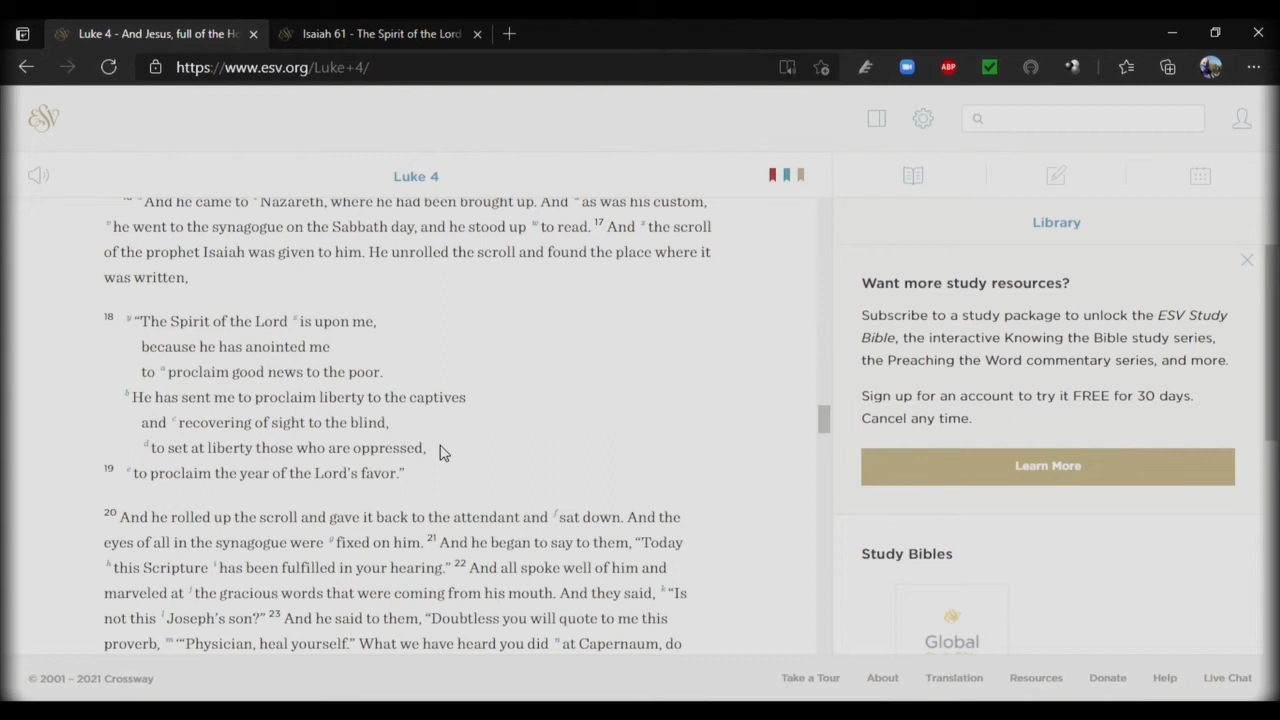 Luke 4 - And Jesus, full of the Ho
Isaiah 61 - The Spirit of the Lord
https://www.esv.org/Luke+4/
ABP
ESV
Luke 4
And he came to u Nazareth, where he had been brought up. And as was his custom,
he went to the synagogue on the Sabbath day, and he stood up w to read. 17 And x the scroll
of the prophet Isaiah was given to him. He unrolled the scroll and found the place where it
was written,
18 y “The Spirit of the Lord z is upon me,
because he has anointed me
to a proclaim good news to the poor.
b He has sent me to proclaim liberty to the captives
and c recovering of sight to the blind,
d to set at liberty those who are oppressed,
19 e to proclaim the year of the Lord’s favor.”
20 And he rolled up the scroll and gave it back to the attendant and f sat down. And the
eyes of all in the synagogue were g fixed on him. 21 And he began to say to them, “Today
h this Scripture i has been fulfilled in your hearing.” 22 And all spoke well of him and
marveled at j the gracious words that were coming from his mouth. And they said, k “Is
not this l Joseph’s son?” 23 And he said to them, “Doubtless you will quote to me this
proverb, m “‘Physician, heal yourself.’ What we have heard you did n at Capernaum, do
Library
Want more study resources?
Subscribe to a study package to unlock the ESV Study
Bible, the interactive Knowing the Bible study series,
the Preaching the Word commentary series, and more.
Sign up for an account to try it FREE for 30 days.
Cancel any time.
Learn More
Study Bibles
Global
© 2001 – 2021 Crossway
Take a Tour
About
Translation
Resources
Donate
Help
Live Chat